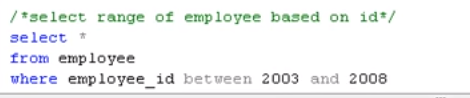 /*select range of employee based on id*/
select *
from employee
where employee_id between 2003 and 2008